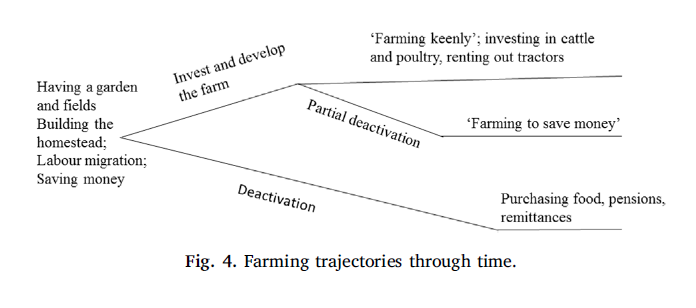 Having a garden
and fields
Building the
homestead;
Labour migration;
Saving money
Invest and develop
the farm
'Farming keenly'; investing in cattle
and poultry, renting out tractors
Partial deactivation
'Farming to save money'
Deactivation
Purchasing food, pensions,
remittances
Fig. 4. Farming trajectories through time.